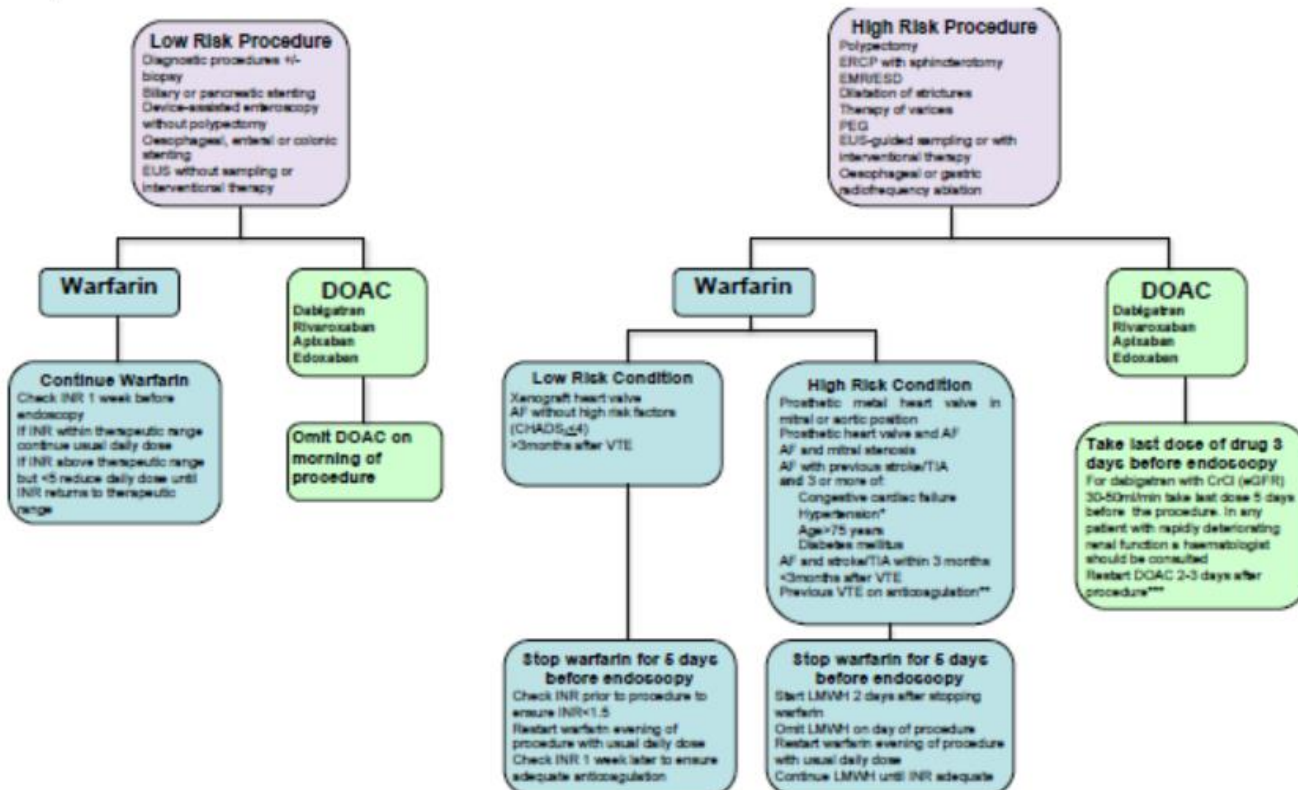 Low Risk Procedure
Diagnostic procedures +/-
biopsy
Biliary or pancreatic stenting
Device-assisted enteroscopy
without polypectomy
Oesophageal, enteral or colonic
stenting
EUS without sampling or
interventional therapy
Warfarin
Continue Warfarin
Check INR 1 week before
endoscopy
If INR within therapeutic range
continue usual daily dose
If INR above therapeutic range
but <5 reduce daily dose until
INR returns to therapeutic
range
DOAC
Dabigatran
Rivaroxaban
Apixaban
Edoxaben
Omit DOAC on
morning of
procedure
High Risk Procedure
Polypectomy
ERCP with sphincterotomy
EMR/ESD
Dilatation of strictures
Therapy of varices
PEG
EUS-guided sampling or with
interventional therapy
Oesophageal or gastric
radiofrequency ablation
Warfarin
Low Risk Condition
Xenograft heart valve
AF without high risk factors
(CHADS₂≤4)
>3months after VTE
Stop warfarin for 5 days
before endoscopy
Check INR prior to procedure to
ensure INR<1.5
Restart warfarin evening of
procedure with usual daily dose
Check INR 1 week later to ensure
adequate anticoagulation
High Risk Condition
Prosthetic metal heart valve in
mitral or aortic position
Prosthetic heart valve and AF
AF and mitral stenosis
AF with previous stroke/TIA
and 3 or more of:
Congestive cardiac failure
Hypertension*
Age>75 years
Diabetes mellitus
AF and stroke/TIA within 3 months
<3months after VTE
Previous VTE on anticoagulation**
Stop warfarin for 5 days
before endoscopy
Start LMWH 2 days after stopping
warfarin
Omit LMWH on day of procedure
Restart warfarin evening of procedure
with usual daily dose
Continue LMWH until INR adequate
DOAC
Dabigatran
Rivaroxaban
Apixaban
Edoxaben
Take last dose of drug 3
days before endoscopy
For dabigatran with CrCl (eGFR)
30-50ml/min take last dose 5 days
before the procedure. In any
patient with rapidly deteriorating
renal function a haematologist
should be consulted
Restart DOAC 2-3 days after
procedure***